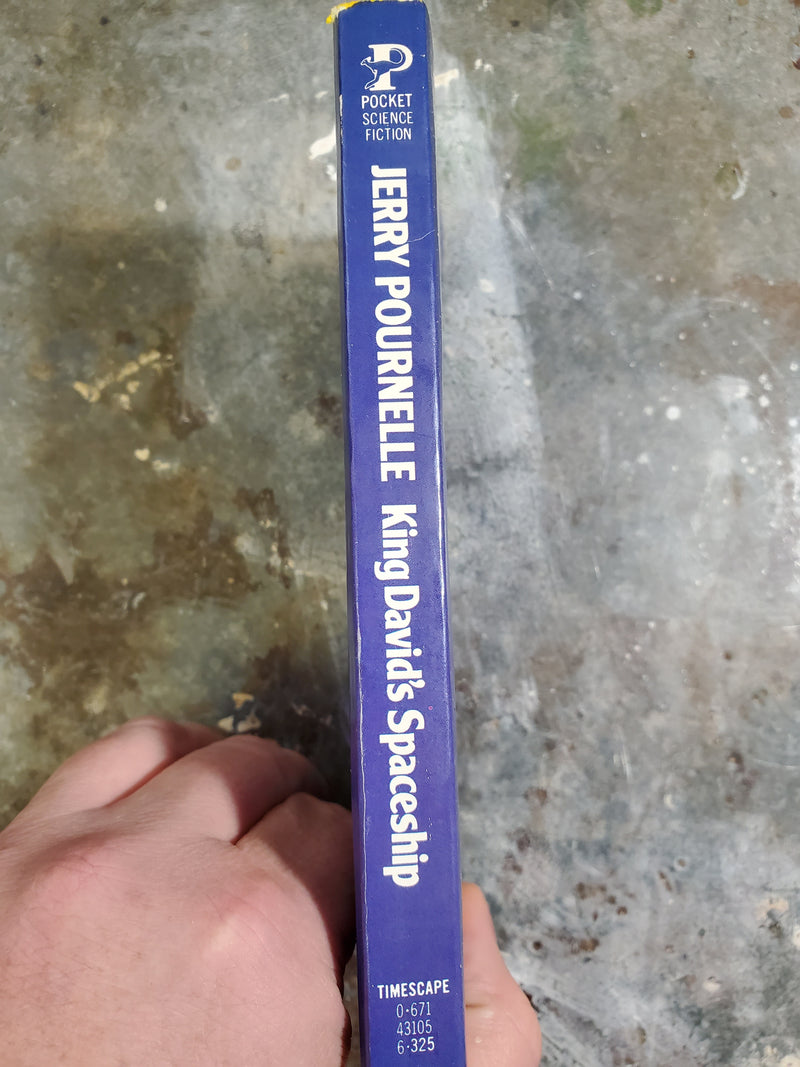 POCKET
SCIENCE
FICTION
JERRY POURNELLE King David's Spaceship
TIMESCAPE
0·671
43105
6·325